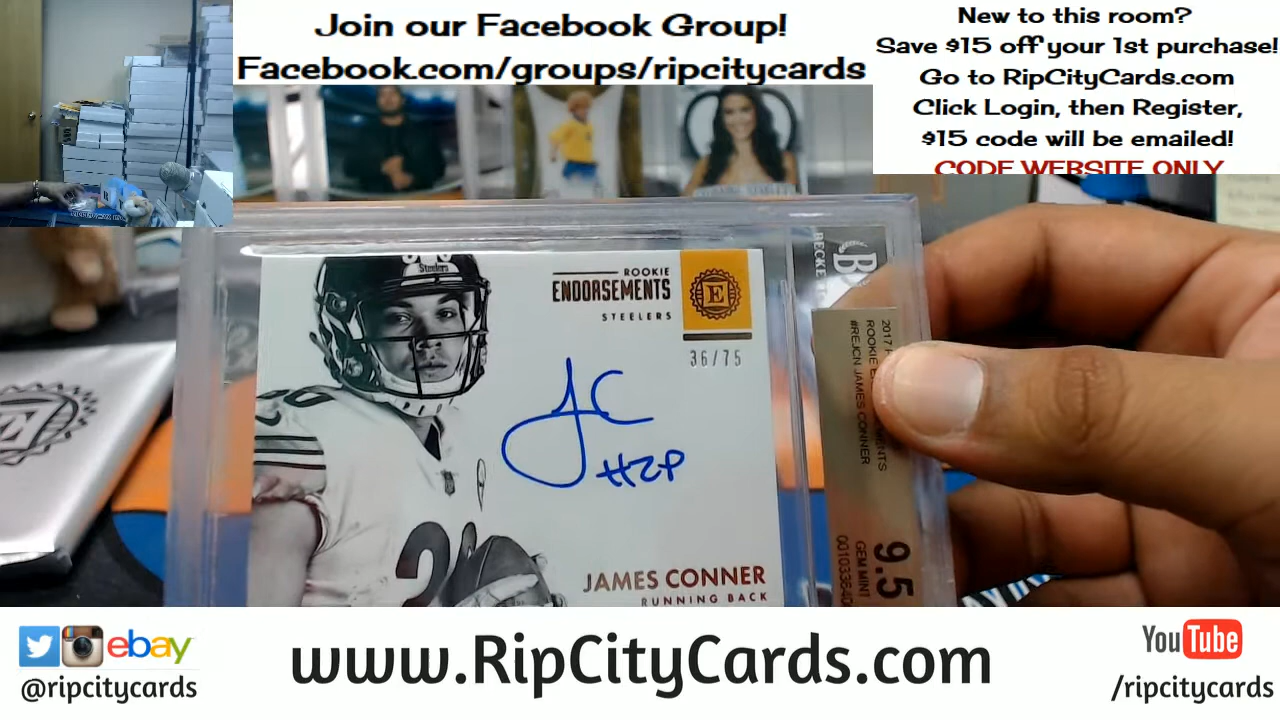 Join our Facebook Group!
Facebook.com/groups/ripcitycards
New to this room?
Save $15 off your 1st purchase!
Go to RipCityCards.com
Click Login, then Register,
$15 code will be emailed!
CODE WEBSITE ONLY
Steelers
ROOKIE
ENDORSEMENTS
STEELERS
E
36/75
JC
H2P
JAMES CONNER
RUNNING BACK
B
2017
ROOKIE
#REJCN JAMES CONNER
9.5
GEM MINT
E
ebay
@ripcitycards
www.RipCityCards.com
YouTube
/ripcitycards